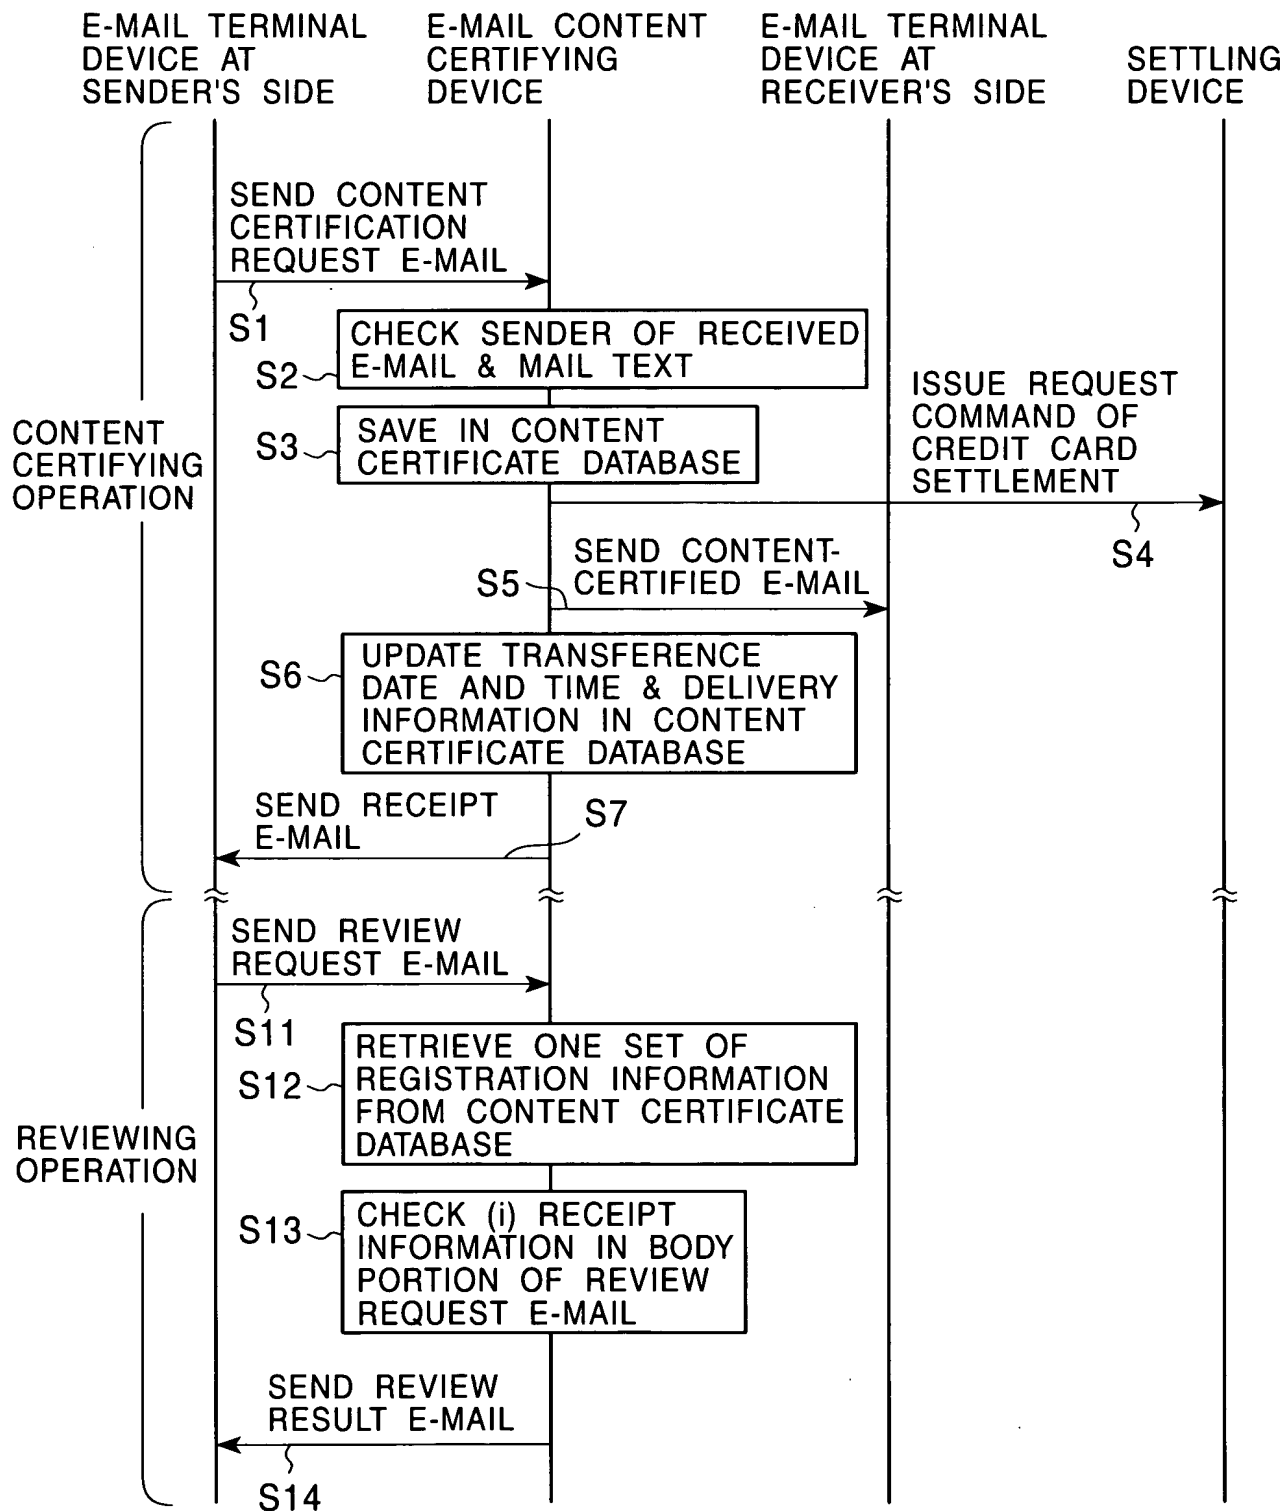 E-MAIL TERMINAL
DEVICE AT
SENDER'S SIDE
E-MAIL CONTENT
CERTIFYING
DEVICE
E-MAIL TERMINAL
DEVICE AT
RECEIVER'S SIDE
SETTLING
DEVICE
CONTENT
CERTIFYING
OPERATION
SEND CONTENT
CERTIFICATION
REQUEST E-MAIL
S1
CHECK SENDER OF RECEIVED
E-MAIL & MAIL TEXT
S2
SAVE IN CONTENT
CERTIFICATE DATABASE
S3
ISSUE REQUEST
COMMAND OF
CREDIT CARD
SETTLEMENT
S4
SEND CONTENT-
CERTIFIED E-MAIL
S5
UPDATE TRANSFERENCE
DATE AND TIME & DELIVERY
INFORMATION IN CONTENT
CERTIFICATE DATABASE
S6
SEND RECEIPT
E-MAIL
S7
REVIEWING
OPERATION
SEND REVIEW
REQUEST E-MAIL
S11
RETRIEVE ONE SET OF
REGISTRATION INFORMATION
FROM CONTENT CERTIFICATE
DATABASE
S12
CHECK (i) RECEIPT
INFORMATION IN BODY
PORTION OF REVIEW
REQUEST E-MAIL
S13
SEND REVIEW
RESULT E-MAIL
S14